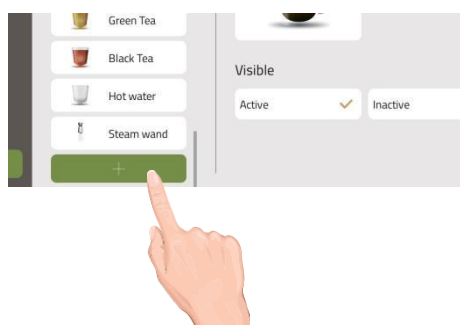 Green Tea
Black Tea
Hot water
Steam wand
+
Visible
Active
Inactive